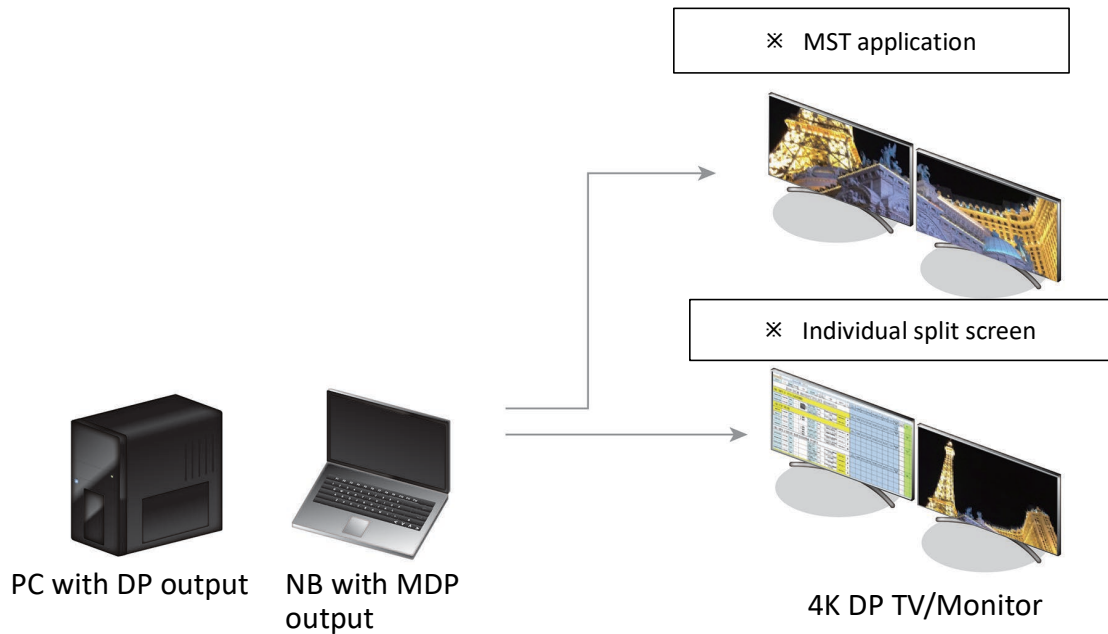 ※ MST application
※ Individual split screen
PC with DP output
NB with MDP
output
4K DP TV/Monitor